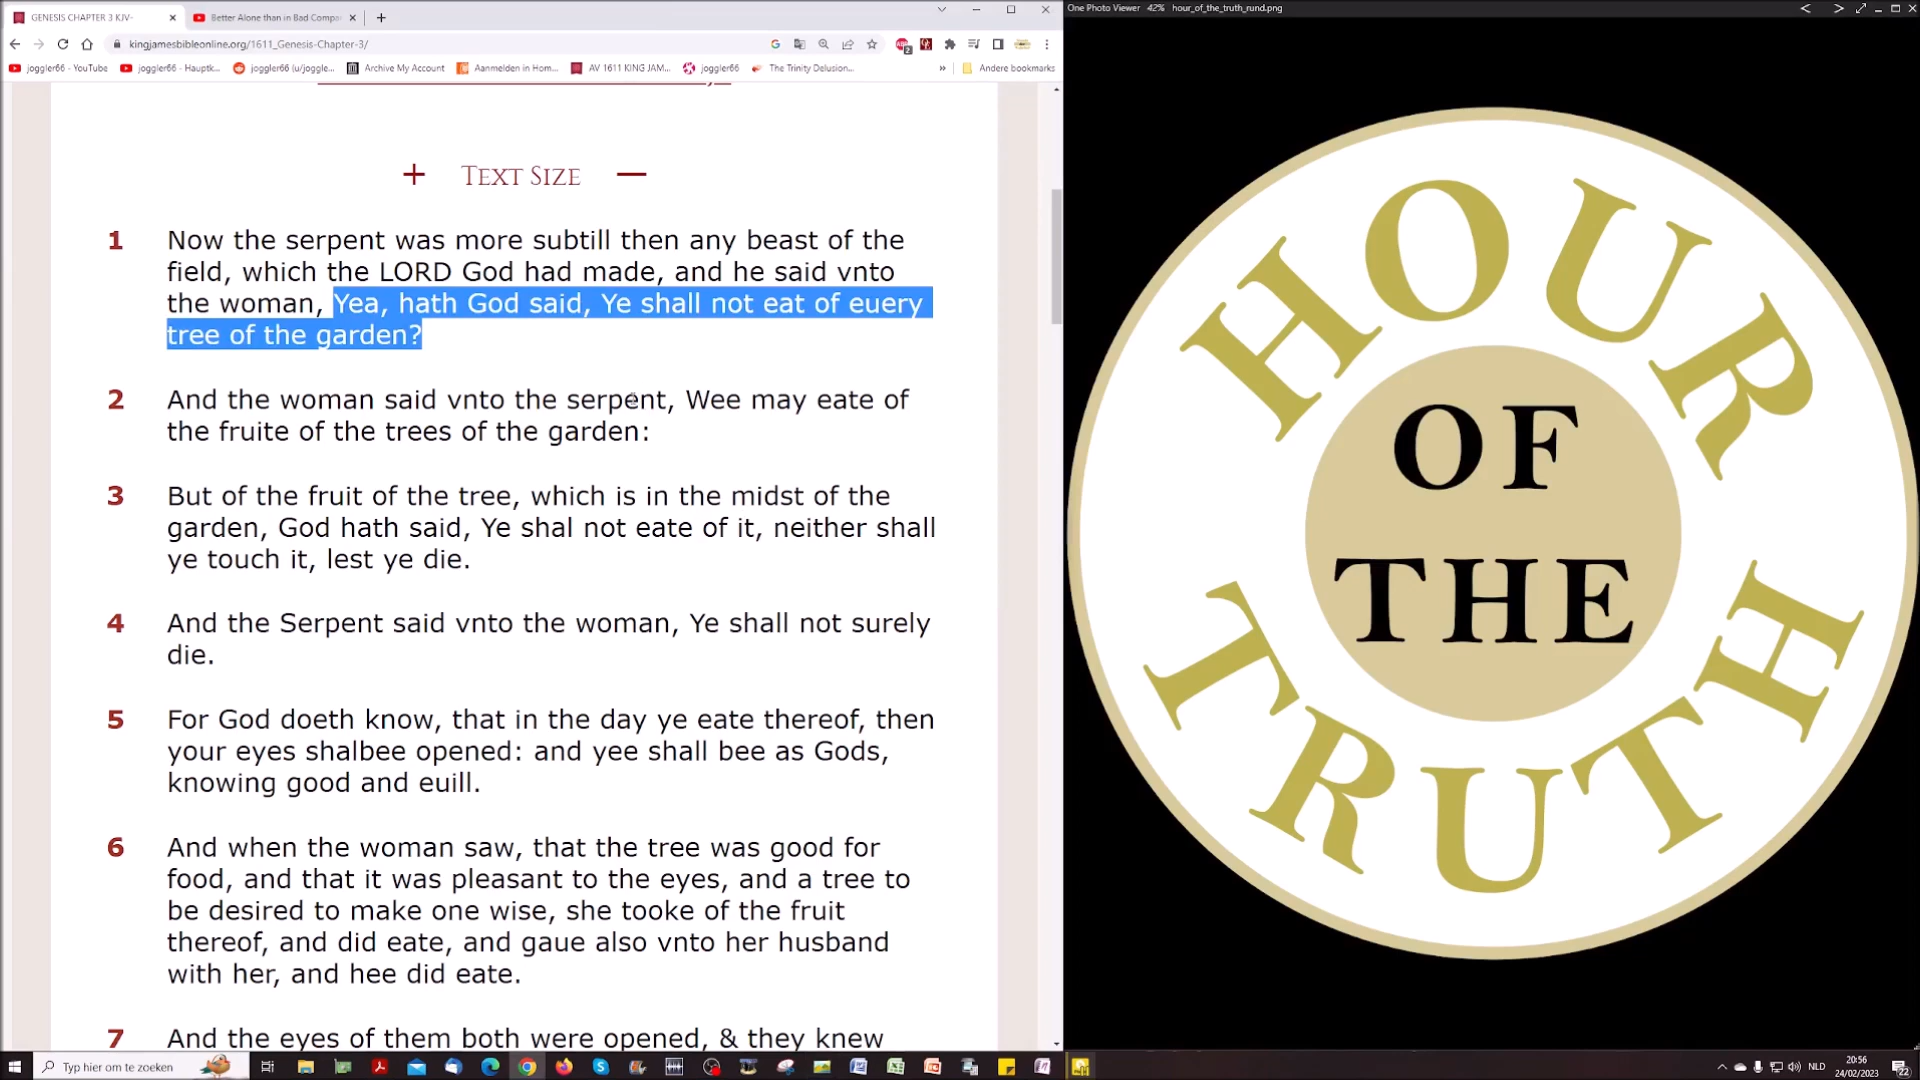 GENESIS CHAPTER 3 KJV-
Better Alone than in Bad Compa
kingjamesbibleonline.org/1611_Genesis-Chapter-3/
joggler66 - YouTube
joggler66 - Hauptk...
joggler66 (u/joggle...
Archive My Account
Aanmelden in Hom...
AV 1611 KING JAM...
joggler66
The Trinity Delusion...
»
Andere bookmarks
+ TEXT SIZE —
1 Now the serpent was more subtill then any beast of the
field, which the LORD God had made, and he said vnto
the woman, Yea, hath God said, Ye shall not eat of euery
tree of the garden?
2 And the woman said vnto the serpent, Wee may eate of
the fruite of the trees of the garden:
3 But of the fruit of the tree, which is in the midst of the
garden, God hath said, Ye shal not eate of it, neither shall
ye touch it, lest ye die.
4 And the Serpent said vnto the woman, Ye shall not surely
die.
5 For God doeth know, that in the day ye eate thereof, then
your eyes shalbee opened: and yee shall bee as Gods,
knowing good and euill.
6 And when the woman saw, that the tree was good for
food, and that it was pleasant to the eyes, and a tree to
be desired to make one wise, she tooke of the fruit
thereof, and did eate, and gaue also vnto her husband
with her, and hee did eate.
7 And the eyes of them both were opened, & they knew
One Photo Viewer 42% hour_of_the_truth_rund.png
HOUR
OF
THE
TRUTH
Typ hier om te zoeken
NLD
20:56
24/02/2023
22